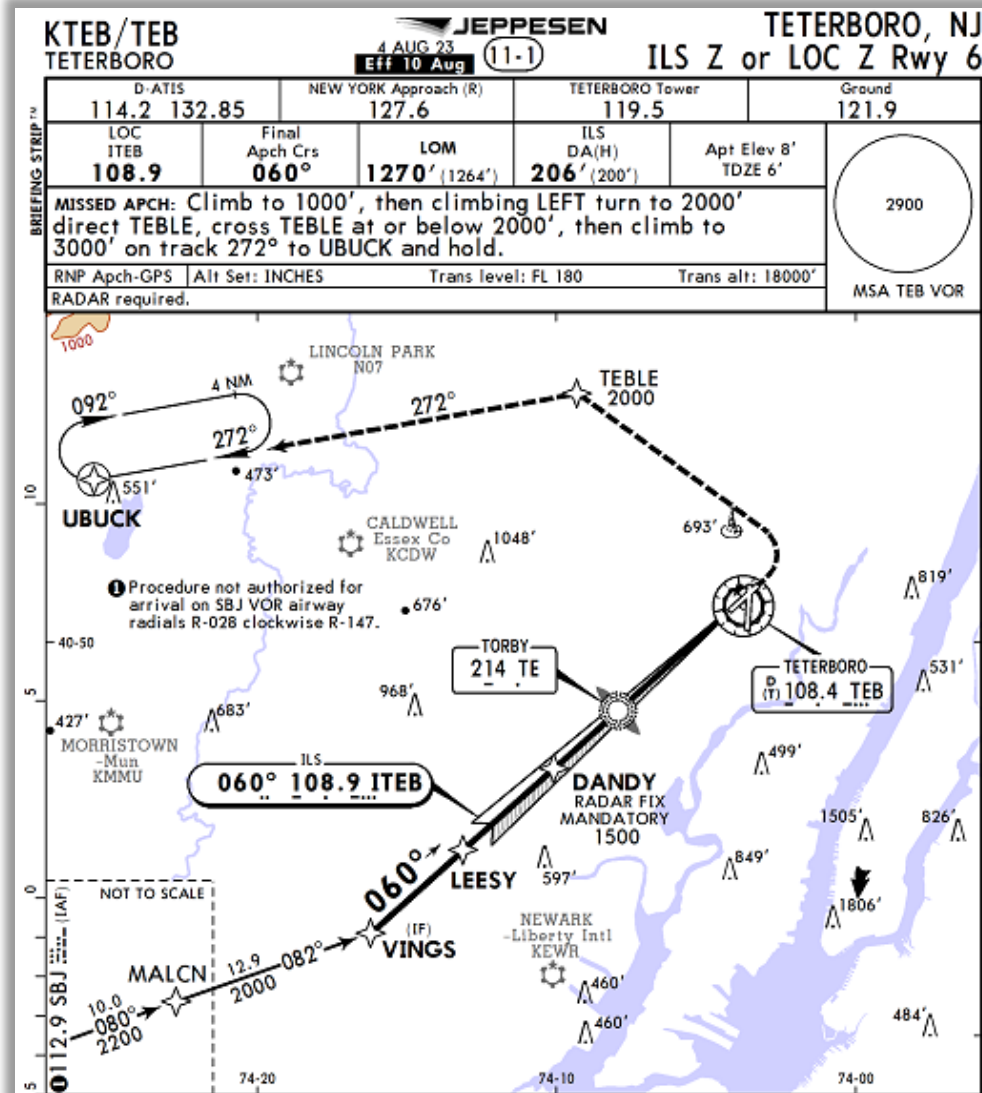 KTEB/TEB
TETERBORO
JEPPESEN
4 AUG 23
Eff 10 Aug
11-1
TETERBORO, NJ
ILS Z or LOC Z Rwy 6
BRIEFING STRIP™
D-ATIS
114.2 132.85
NEW YORK Approach (R)
127.6
TETERBORO Tower
119.5
Ground
121.9
LOC
ITEB
108.9
Final
Apch Crs
060°
LOM
1270' (1264')
ILS
DA(H)
206' (200')
Apt Elev 8'
TDZE 6'
2900
MSA TEB VOR
MISSED APCH: Climb to 1000', then climbing LEFT turn to 2000'
direct TEBLE, cross TEBLE at or below 2000', then climb to
3000' on track 272° to UBUCK and hold.
RNP Apch-GPS
Alt Set: INCHES
Trans level: FL 180
Trans alt: 18000'
RADAR required.
1000
LINCOLN PARK
N07
4 NM
092°
272°
272°
TEBLE
2000
473'
551'
UBUCK
10
CALDWELL
Essex Co
KCDW
1048'
693'
819'
1 Procedure not authorized for
arrival on SBJ VOR airway
radials R-028 clockwise R-147.
676'
40-50
TORBY
214 TE
TETERBORO
D
(T) 108.4 TEB
531'
5
968'
683'
427'
MORRISTOWN
-Mun
KMMU
499'
ILS
060° 108.9 ITEB
DANDY
RADAR FIX
MANDATORY
1500
1505'
826'
849'
597'
060°
LEESY
0
NOT TO SCALE
1806'
NEWARK
-Liberty Intl
KEWR
(IF)
VINGS
MALCN
12.9
082°
2000
10.0
080°
2200
460'
460'
484'
1 112.9 SBJ (IAF)
5
74-20
74-10
74-00